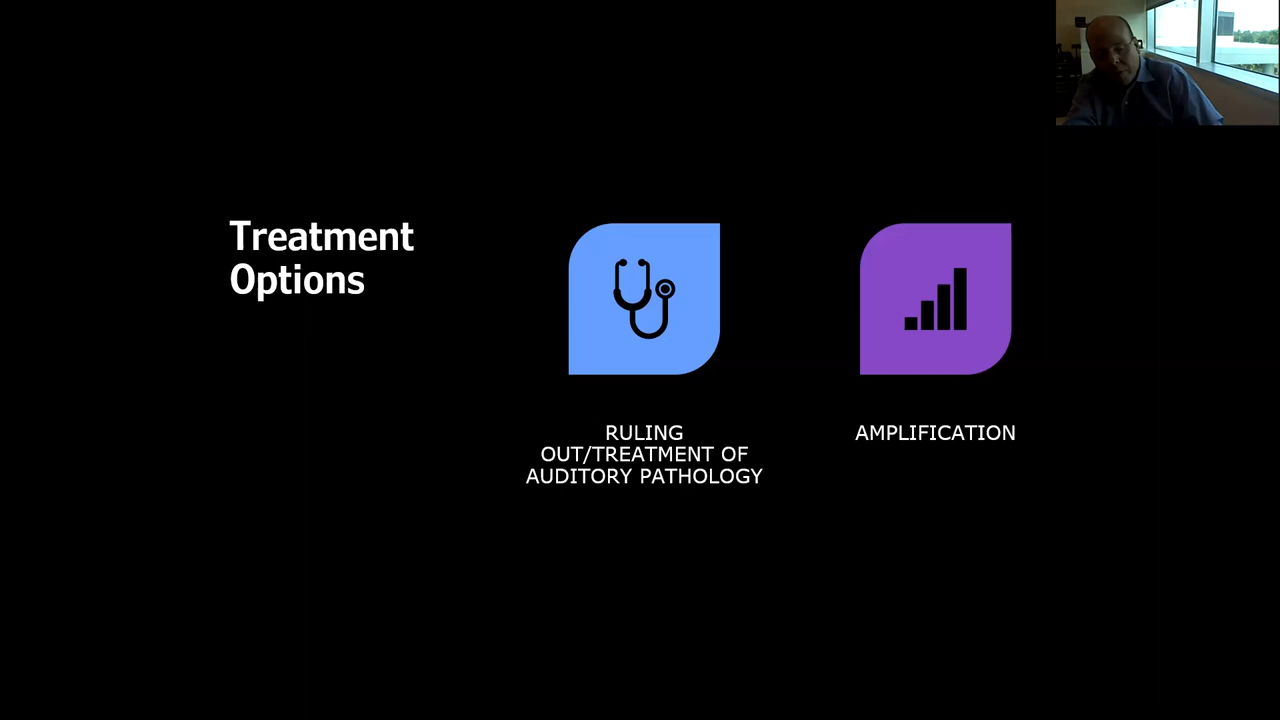 Treatment
Options
RULING
OUT/TREATMENT OF
AUDITORY PATHOLOGY
AMPLIFICATION